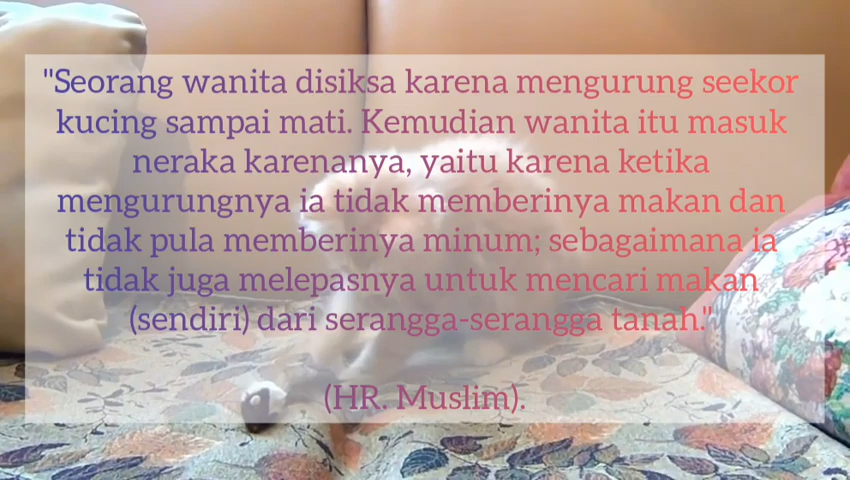 "Seorang wanita disiksa karena mengurung seekor
kucing sampai mati. Kemudian wanita itu masuk
neraka karenanya, yaitu karena ketika
mengurungnya ia tidak memberinya makan dan
tidak pula memberinya minum; sebagaimana ia
tidak juga melepasnya untuk mencari makan
(sendiri) dari serangga-serangga tanah."
(HR. Muslim).